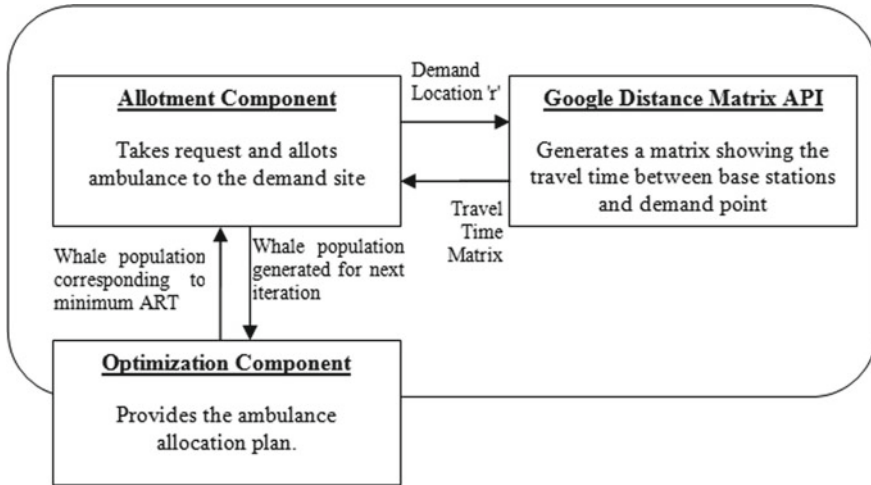 Demand
Location 'r'
Allotment Component
Takes request and allots
ambulance to the demand site
Google Distance Matrix API
Generates a matrix showing the
travel time between base stations
and demand point
Travel
Time
Matrix
Whale population
corresponding to
minimum ART
Whale population
generated for next
iteration
Optimization Component
Provides the ambulance
allocation plan.